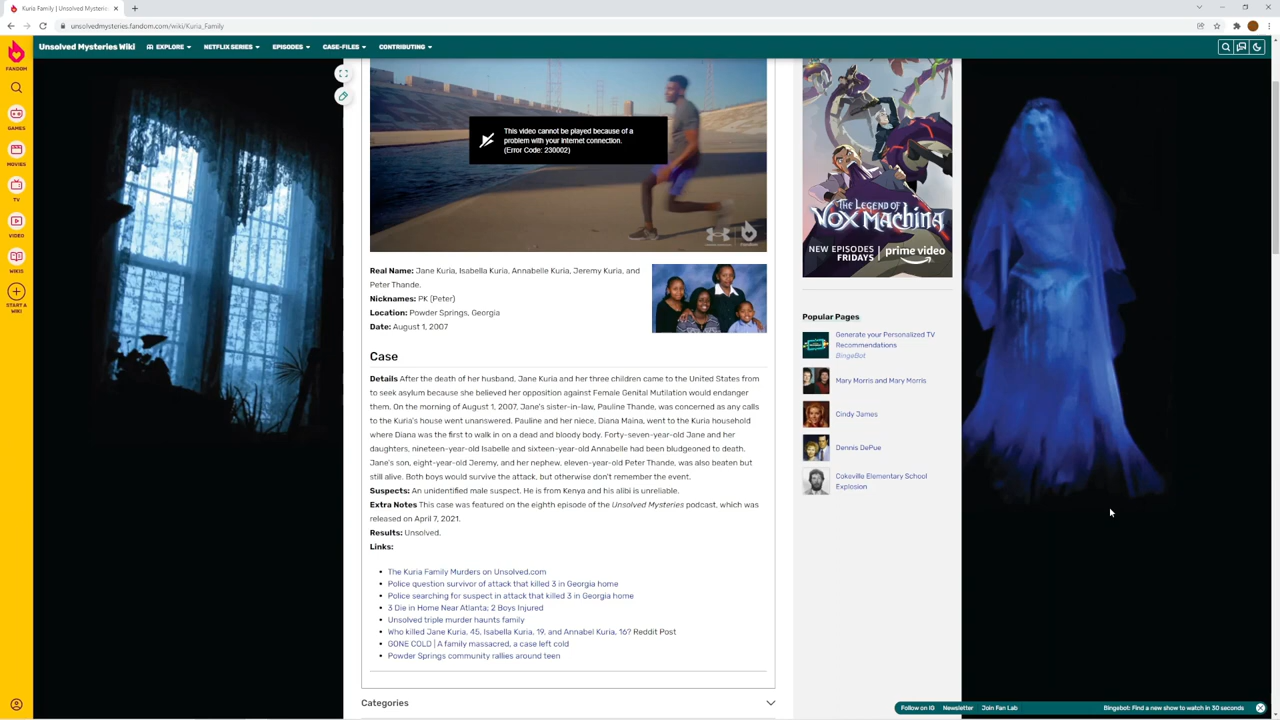 Kuria Family | Unsolved Mysteries
unsolvedmysteries.fandom.com/wiki/Kuria_Family
FANDOM
GAMES
MOVIES
TV
VIDEO
WIKIS
START A
WIKI
Unsolved Mysteries Wiki
EXPLORE
NETFLIX SERIES
EPISODES
CASE-FILES
CONTRIBUTING
This video cannot be played because of a
problem with your internet connection.
(Error Code: 230002)
Real Name: Jane Kuria, Isabella Kuria, Annabelle Kuria, Jeremy Kuria, and
Peter Thande.
Nicknames: PK (Peter)
Location: Powder Springs, Georgia
Date: August 1, 2007
Case
Details After the death of her husband, Jane Kuria and her three children came to the United States from
to seek asylum because she believed her opposition against Female Genital Mutilation would endanger
them. On the morning of August 1, 2007, Jane's sister-in-law, Pauline Thande, was concerned as any calls
to the Kuria's house went unanswered. Pauline and her niece, Diana Maina, went to the Kuria household
where Diana was the first to walk in on a dead and bloody body. Forty-seven-year-old Jane and her
daughters, nineteen-year-old Isabelle and sixteen-year-old Annabelle had been bludgeoned to death.
Jane's son, eight-year-old Jeremy, and her nephew, eleven-year-old Peter Thande, was also beaten but
still alive. Both boys would survive the attack, but otherwise don't remember the event.
Suspects: An unidentified male suspect. He is from Kenya and his alibi is unreliable.
Extra Notes This case was featured on the eighth episode of the Unsolved Mysteries podcast, which was
released on April 7, 2021.
Results: Unsolved.
Links:
The Kuria Family Murders on Unsolved.com
Police question survivor of attack that killed 3 in Georgia home
Police searching for suspect in attack that killed 3 in Georgia home
3 Die in Home Near Atlanta; 2 Boys Injured
Unsolved triple murder haunts family
Who killed Jane Kuria, 45, Isabella Kuria, 19, and Annabel Kuria, 16? Reddit Post
GONE COLD | A family massacred, a case left cold
Powder Springs community rallies around teen
Categories
THE LEGEND OF
VOX MACHINA
NEW EPISODES
FRIDAYS
prime video
Popular Pages
Generate your Personalized TV
Recommendations
BingeBot
Mary Morris and Mary Morris
Cindy James
Dennis DePue
Cokeville Elementary School
Explosion
Follow on IG
Newsletter
Join Fan Lab
Bingebot: Find a new show to watch in 30 seconds